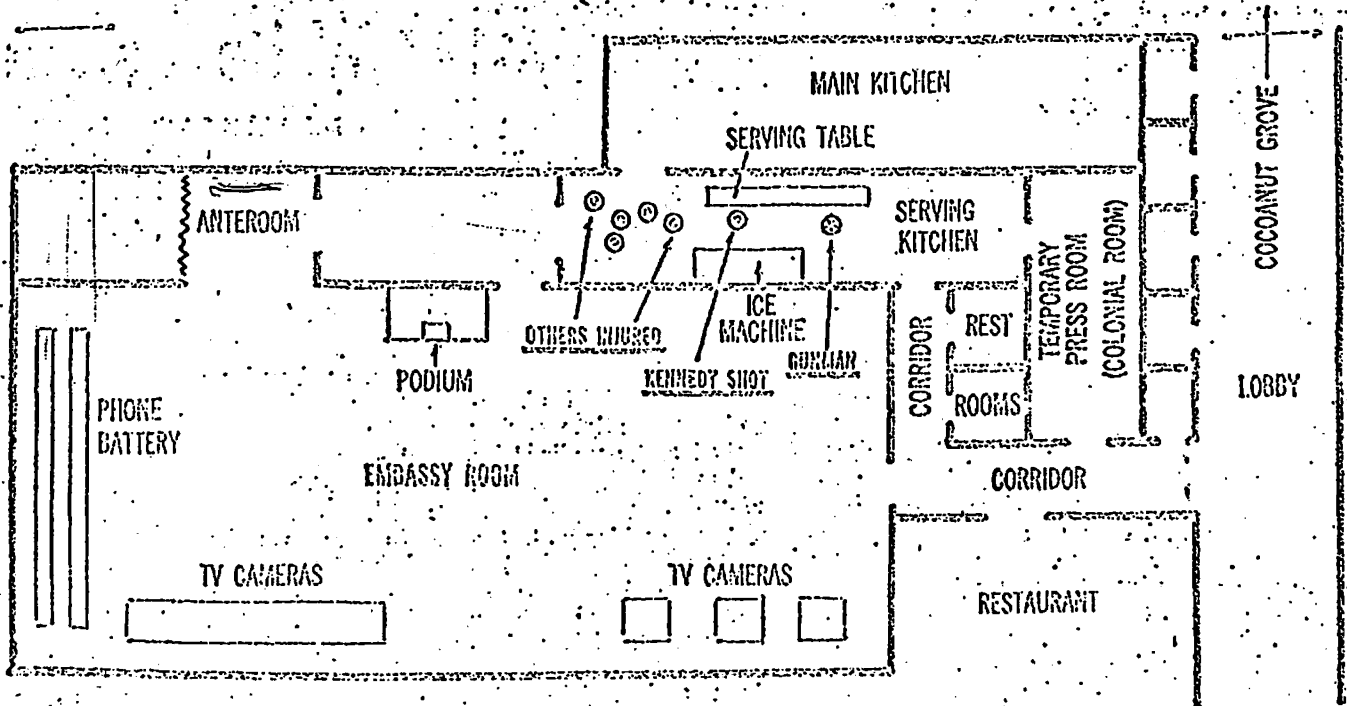 MAIN KITCHEN
SERVING TABLE
COCOANUT GROVE
ANTEROOM
SERVING
KITCHEN
TEMPORARY
PRESS ROOM
(COLONIAL ROOM)
OTHERS INJURED
ICE
MACHINE
KENNEDY SHOT
GUNMAN
CORRIDOR
REST
ROOMS
PODIUM
PHONE
BATTERY
LOBBY
EMBASSY ROOM
CORRIDOR
TV CAMERAS
TV CAMERAS
RESTAURANT